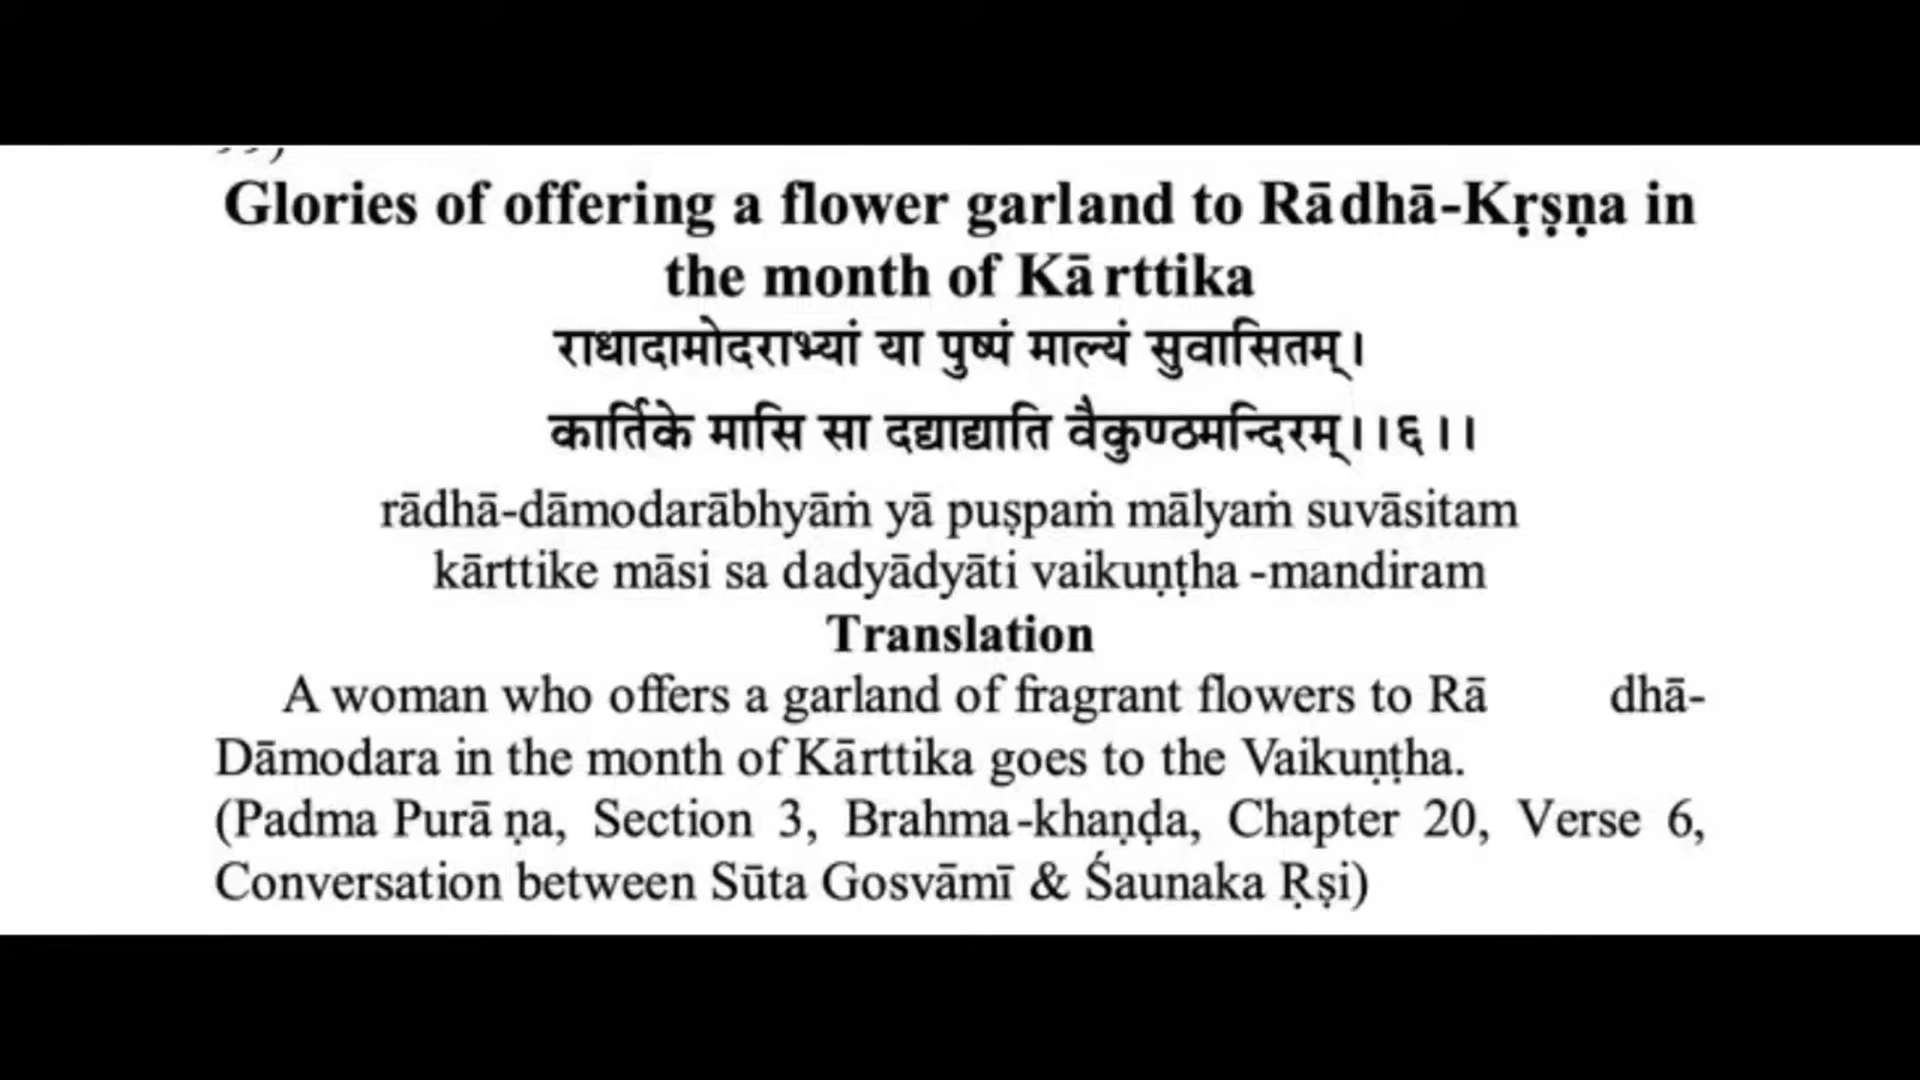 Glories of offering a flower garland to Rādhā-Kṛṣṇa in
the month of Kārttika
राधादामोदराभ्यां या पुष्पं माल्यं सुवासितम्।
कार्तिके मासि सा दद्याद्याति वैकुण्ठमन्दिरम्।।६।।
rādhā-dāmodarābhyāṁ yā puṣpaṁ mālyaṁ suvāsitam
kārttike māsi sa dadyādyāti vaikuṇṭha -mandiram
Translation
A woman who offers a garland of fragrant flowers to Rā dhā-
Dāmodara in the month of Kārttika goes to the Vaikuṇṭha.
(Padma Purā ṇa, Section 3, Brahma-khaṇḍa, Chapter 20, Verse 6,
Conversation between Sūta Gosvāmī & Śaunaka Ṛṣi)